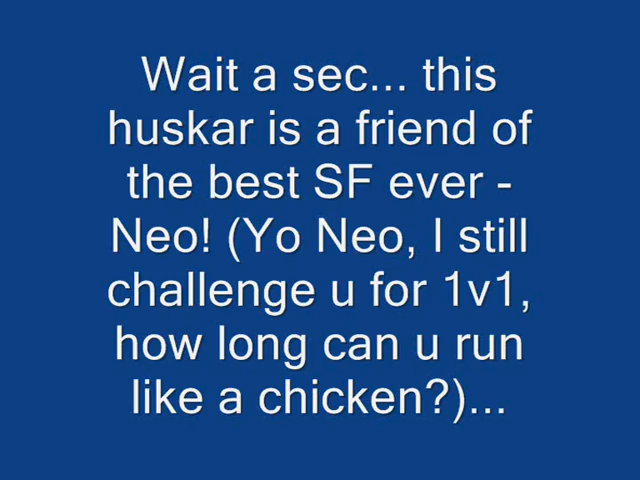 Wait a sec... this
huskar is a friend of
the best SF ever -
Neo! (Yo Neo, I still
challenge u for 1v1,
how long can u run
like a chicken?)...